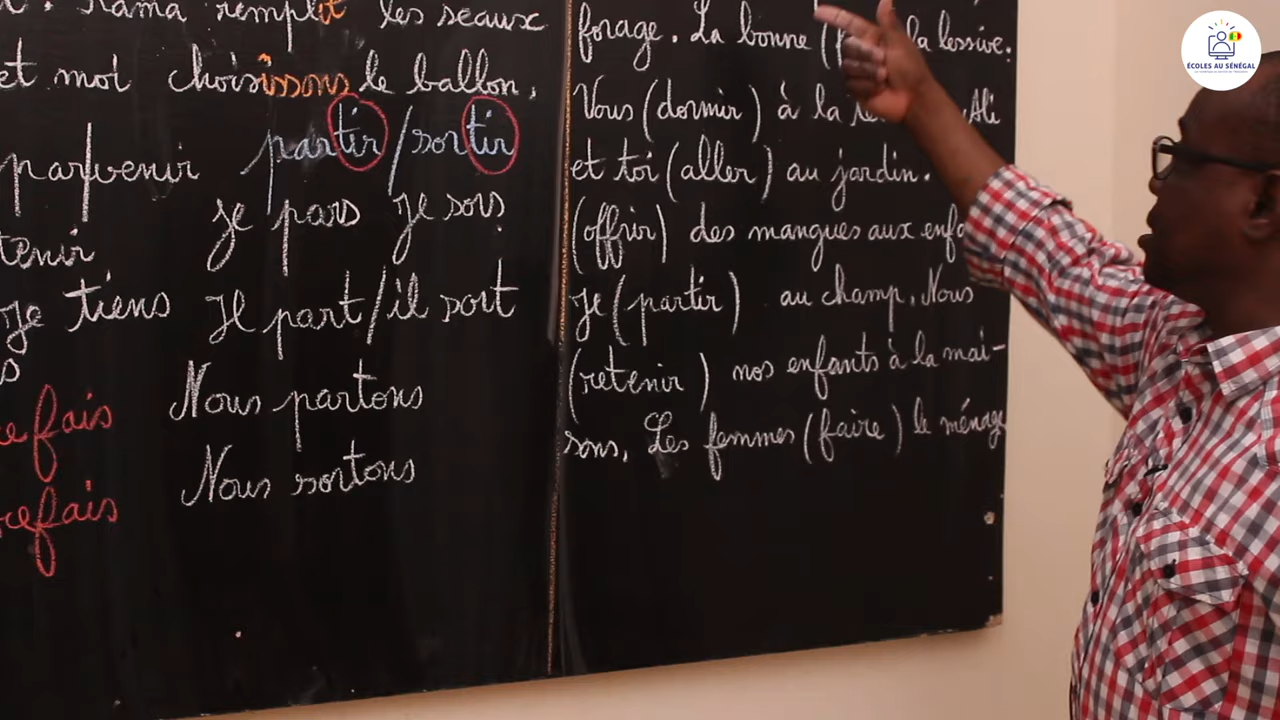 Rama remplit les seaux
et moi choisissons le ballon.
parvenir partir/sortir
tenir je pars je sors
je tiens Il part/il sort
s
fais Nous partons
fais Nous sortons
forage. La bonne ( la lessive.
Vous (dormir) à la Ali
et toi (aller) au jardin.
(offrir) des mangues aux
Je (partir) au champ. Nous
(retenir) nos enfants à la mai-
sons. Les femmes (faire) le ménage
ÉCOLES AU SÉNÉGAL